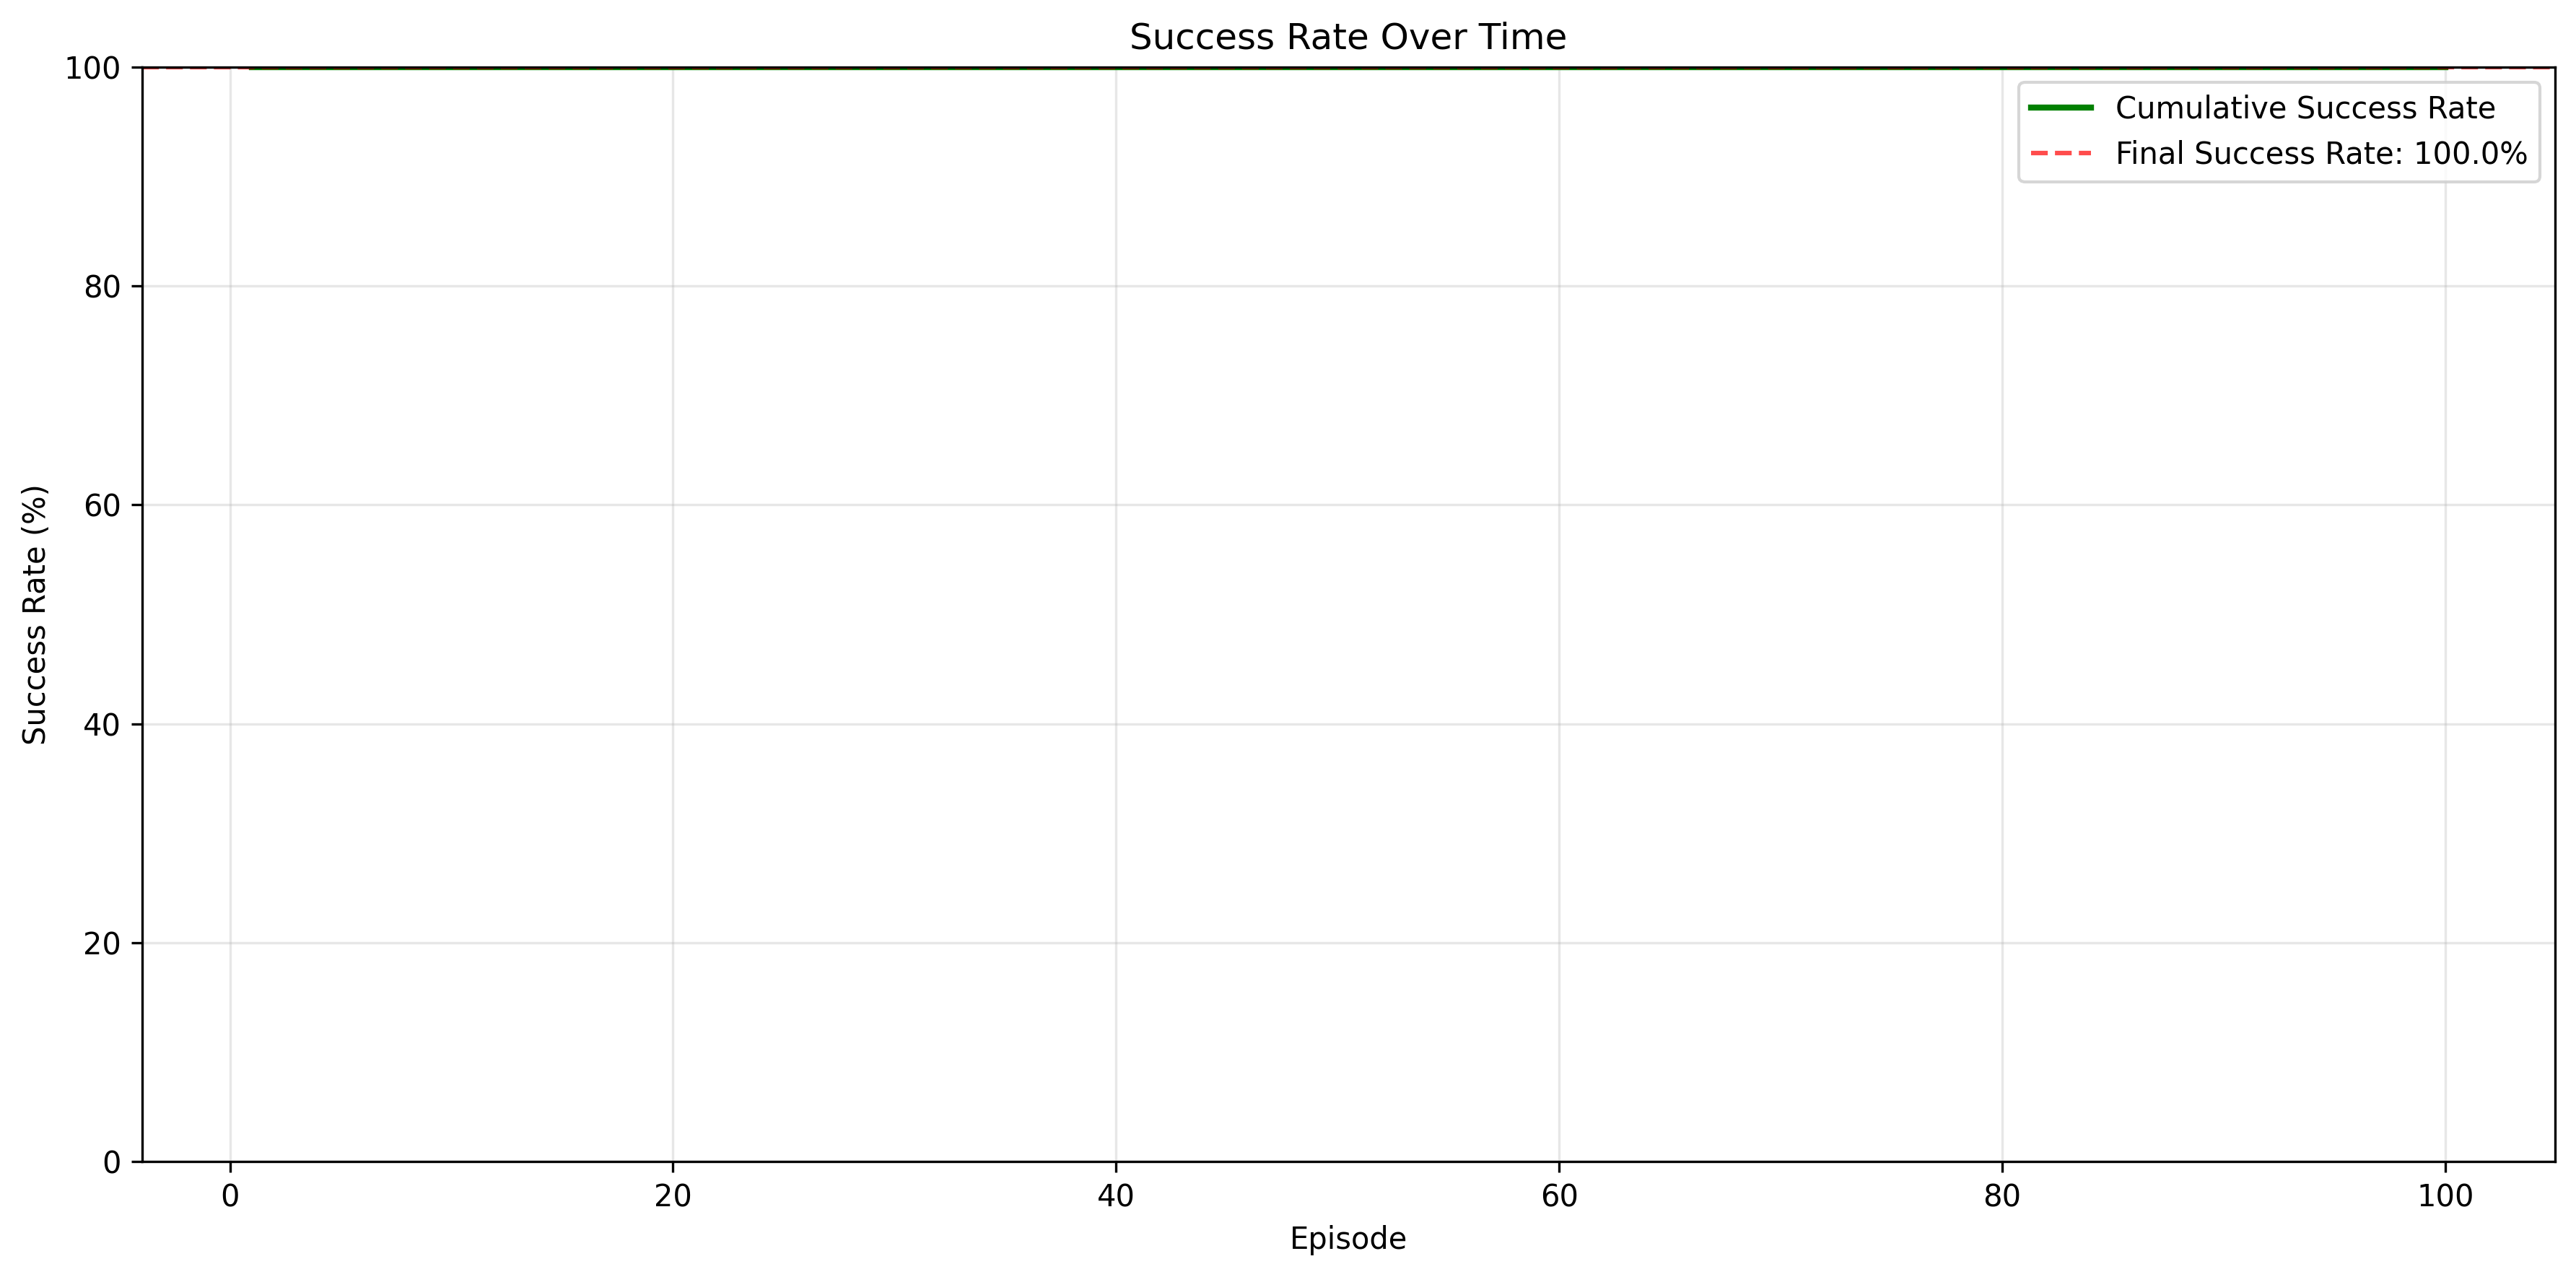 Success Rate Over Time
Success Rate (%)
100
80
60
40
20
0
Cumulative Success Rate
Final Success Rate: 100.0%
0 20 40 60 80 100
Episode